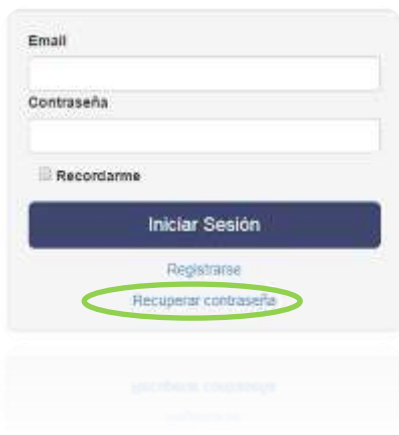 Email
Contraseña
Recordarme
Iniciar Sesión
Registrarse
Recuperar contraseña